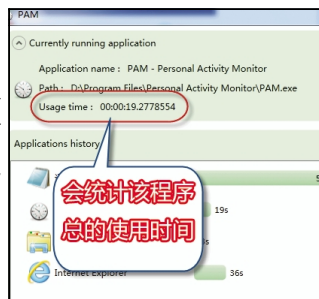 PAM
Currently running application
Application name : PAM - Personal Activity Monitor
Path : D:\Program Files\Personal Activity Monitor\PAM.exe
Usage time : 00:00:19.2778554
Applications history
会统计该程序
总的使用时间
19s
Internet Explorer
36s